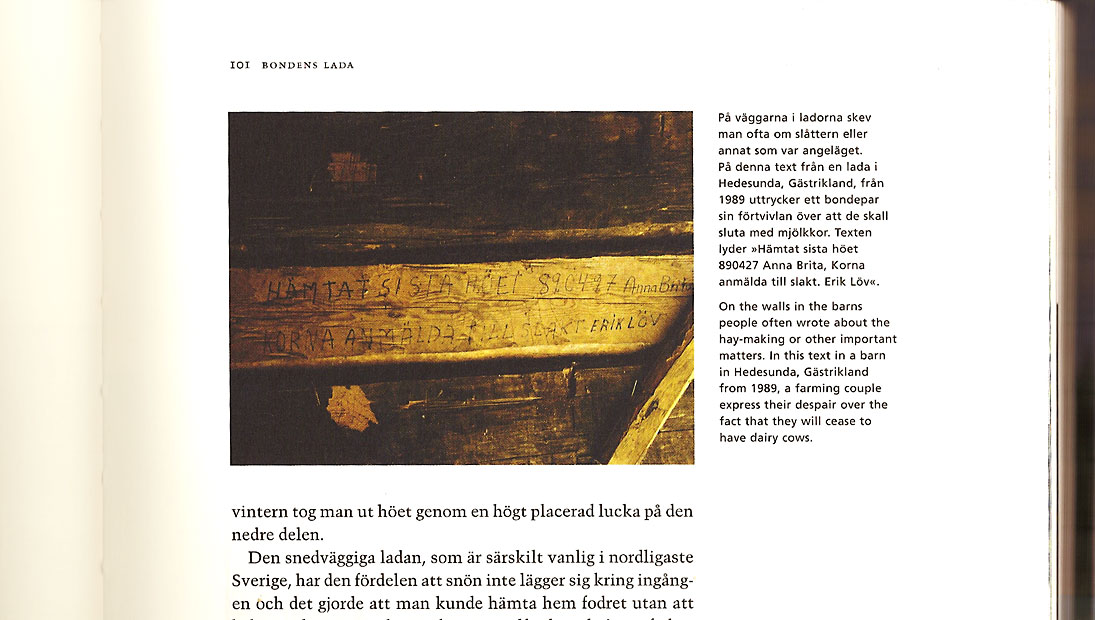 101 BONDENS LADA
HÄMTAT SISTA HÖET 890427 Anna Brita
KORNA ANMÄLDA TILL SLAKT ERIK LÖV
På väggarna i ladorna skev
man ofta om slåttern eller
annat som var angeläget.
På denna text från en lada i
Hedesunda, Gästrikland, från
1989 uttrycker ett bondepar
sin förtvivlan över att de skall
sluta med mjölkkor. Texten
lyder »Hämtat sista höet
890427 Anna Brita, Korna
anmälda till slakt. Erik Löv«.
On the walls in the barns
people often wrote about the
hay-making or other important
matters. In this text in a barn
in Hedesunda, Gästrikland
from 1989, a farming couple
express their despair over the
fact that they will cease to
have dairy cows.
vintern tog man ut höet genom en högt placerad lucka på den
nedre delen.
Den snedväggiga ladan, som är särskilt vanlig i nordligaste
Sverige, har den fördelen att snön inte lägger sig kring ingång-
en och det gjorde att man kunde hämta hem fodret utan att